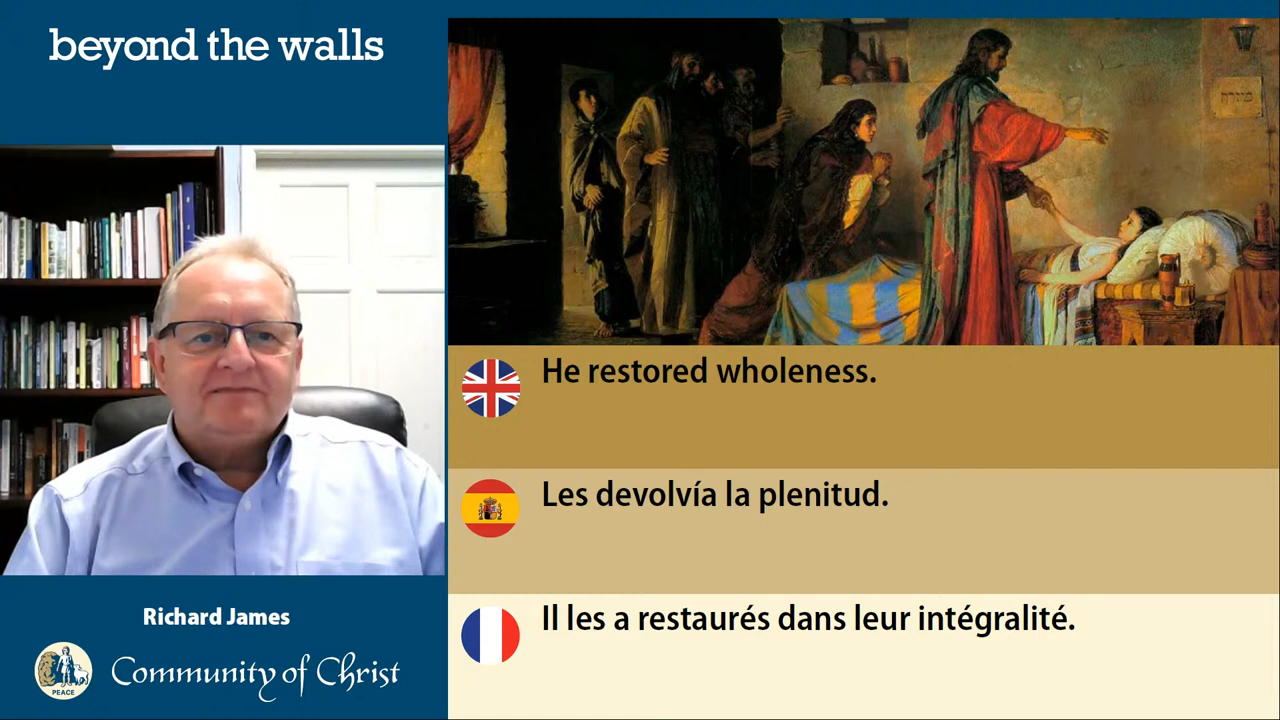 beyond the walls
He restored wholeness.
Les devolvía la plenitud.
Il les a restaurés dans leur intégralité.
Richard James
PEACE
Community of Christ